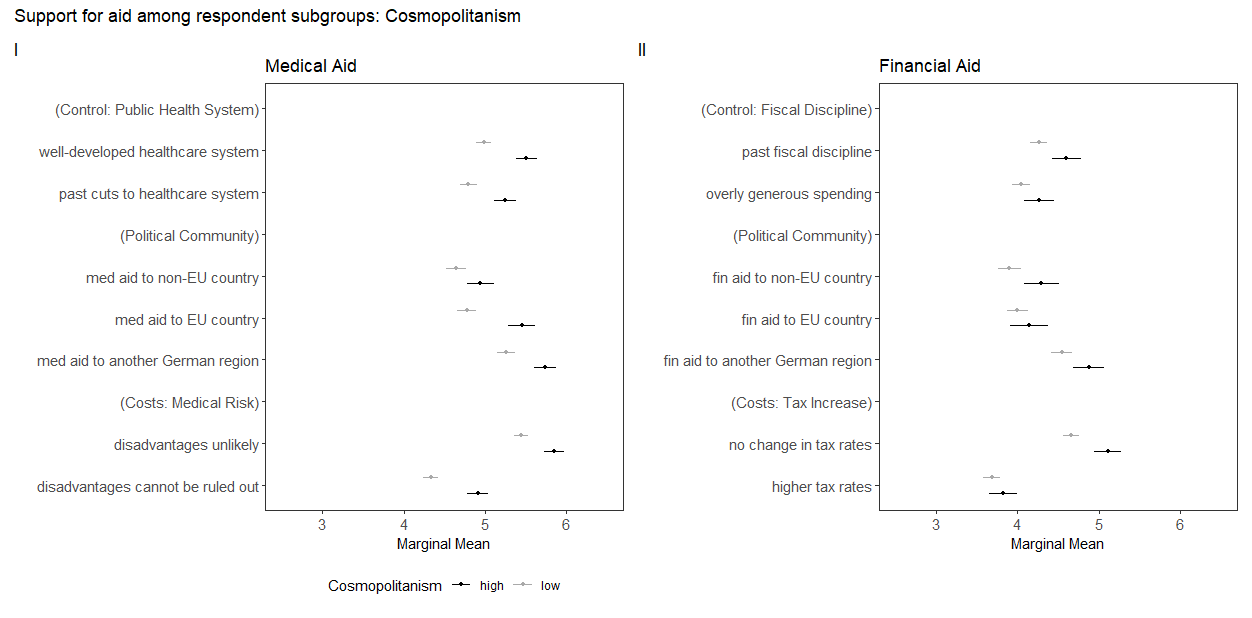 Support for aid among respondent subgroups: Cosmopolitanism
I
Medical Aid
(Control: Public Health System)
well-developed healthcare system
past cuts to healthcare system
(Political Community)
med aid to non-EU country
med aid to EU country
med aid to another German region
(Costs: Medical Risk)
disadvantages unlikely
disadvantages cannot be ruled out
3 4 5 6
Marginal Mean
Cosmopolitanism high low
II
Financial Aid
(Control: Fiscal Discipline)
past fiscal discipline
overly generous spending
(Political Community)
fin aid to non-EU country
fin aid to EU country
fin aid to another German region
(Costs: Tax Increase)
no change in tax rates
higher tax rates
3 4 5 6
Marginal Mean